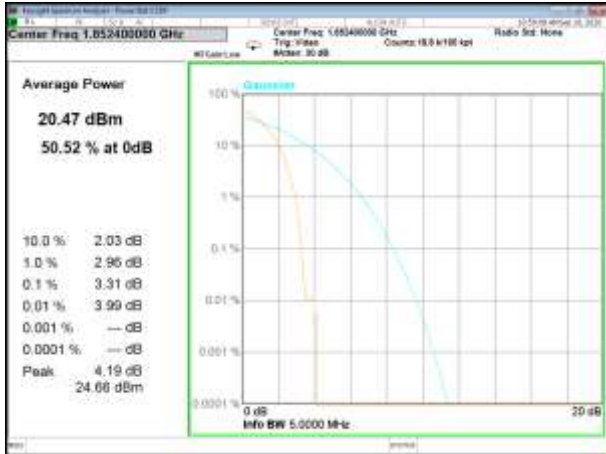 Center Freq 1.852400000 GHz
Center Freq: 1.852400000 GHz
Radio Std: None
Trig: Video
#Atten: 30 dB
Average Power
20.47 dBm
50.52 % at 0dB
10.0 % 2.03 dB
1.0 % 2.96 dB
0.1 % 3.31 dB
0.01 % 3.99 dB
0.001 % --- dB
0.0001 % --- dB
Peak 4.19 dB
24.66 dBm
Gaussian
100 %
10 %
1 %
0.1 %
0.01 %
0.001 %
0.0001 %
0 dB
20 dB
Info BW 5.0000 MHz